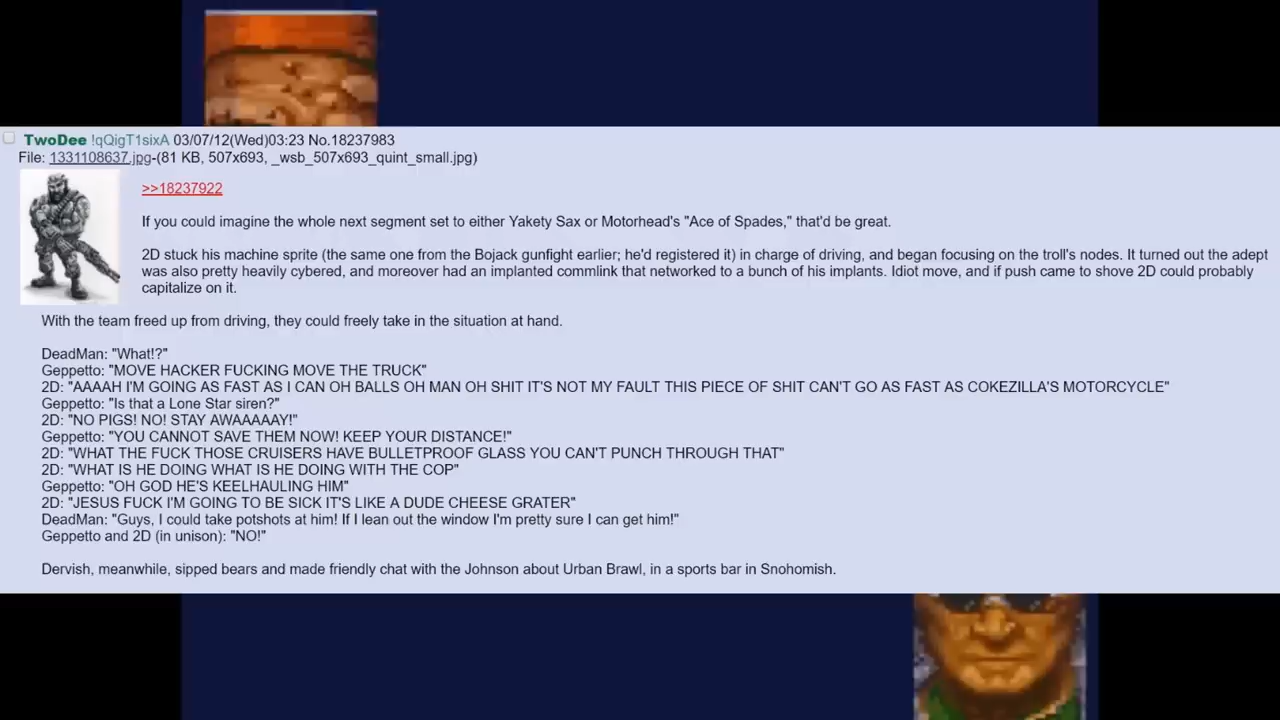 TwoDee !qQigT1sixA 03/07/12(Wed)03:23 No.18237983
File: 1331108637.jpg-(81 KB, 507x693, _wsb_507x693_quint_small.jpg)
>>18237922
If you could imagine the whole next segment set to either Yakety Sax or Motorhead's "Ace of Spades," that'd be great.
2D stuck his machine sprite (the same one from the Bojack gunfight earlier; he'd registered it) in charge of driving, and began focusing on the troll's nodes. It turned out the adept
was also pretty heavily cybered, and moreover had an implanted commlink that networked to a bunch of his implants. Idiot move, and if push came to shove 2D could probably
capitalize on it.
With the team freed up from driving, they could freely take in the situation at hand.
DeadMan: "What!?"
Geppetto: "MOVE HACKER FUCKING MOVE THE TRUCK"
2D: "AAAAH I'M GOING AS FAST AS I CAN OH BALLS OH MAN OH SHIT IT'S NOT MY FAULT THIS PIECE OF SHIT CAN'T GO AS FAST AS COKEZILLA'S MOTORCYCLE"
Geppetto: "Is that a Lone Star siren?"
2D: "NO PIGS! NO! STAY AWAAAAAY!"
Geppetto: "YOU CANNOT SAVE THEM NOW! KEEP YOUR DISTANCE!"
2D: "WHAT THE FUCK THOSE CRUISERS HAVE BULLETPROOF GLASS YOU CAN'T PUNCH THROUGH THAT"
2D: "WHAT IS HE DOING WHAT IS HE DOING WITH THE COP"
Geppetto: "OH GOD HE'S KEELHAULING HIM"
2D: "JESUS FUCK I'M GOING TO BE SICK IT'S LIKE A DUDE CHEESE GRATER"
DeadMan: "Guys, I could take potshots at him! If I lean out the window I'm pretty sure I can get him!"
Geppetto and 2D (in unison): "NO!"
Dervish, meanwhile, sipped bears and made friendly chat with the Johnson about Urban Brawl, in a sports bar in Snohomish.